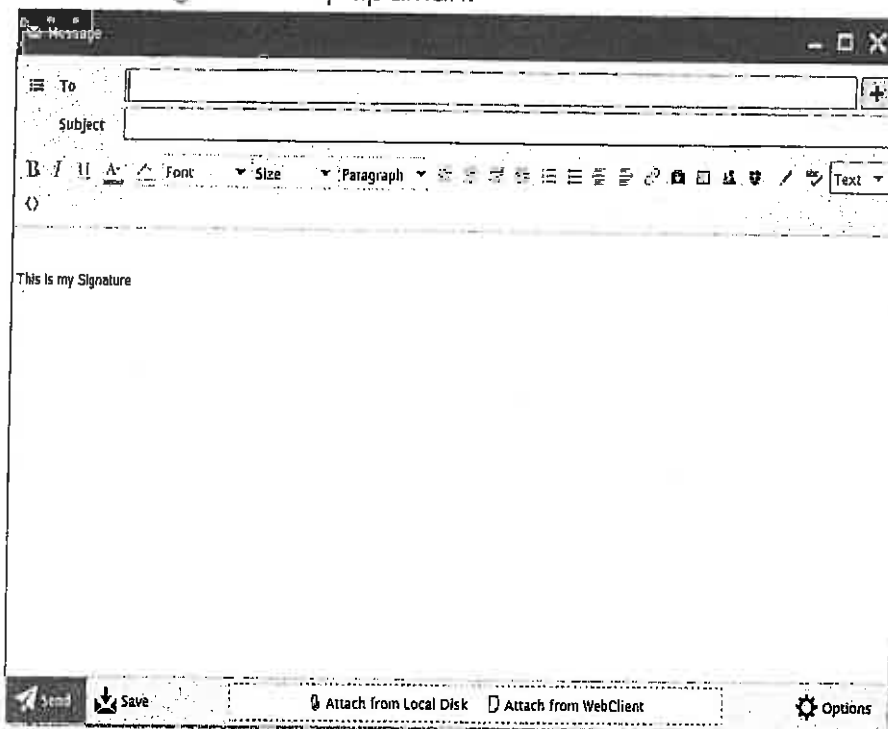 Message
To
Subject
B I U A Font Size Paragraph Text
This is my Signature
Send Save Attach from Local Disk Attach from WebClient Options